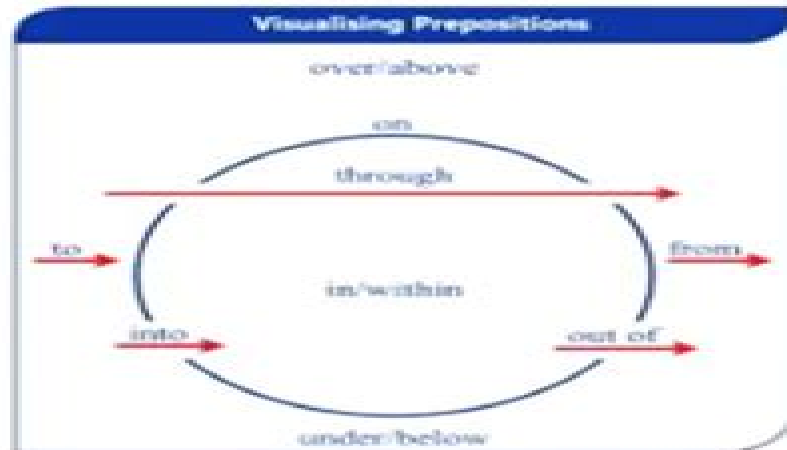 Visualising Prepositions
over/above
on
through
to
from
in/within
into
out of
under/below